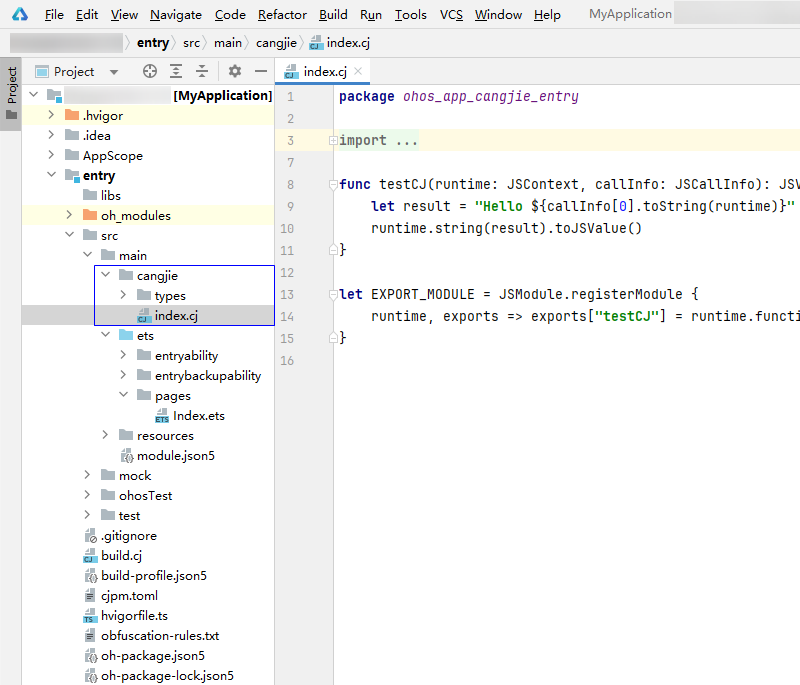 File Edit View Navigate Code Refactor Build Run Tools VCS Window Help MyApplication
entry src main cangjie index.cj
Project
Project
index.cj
[MyApplication]
.hvigor
.idea
AppScope
entry
libs
oh_modules
src
main
cangjie
types
index.cj
ets
entryability
entrybackupability
pages
Index.ets
resources
module.json5
mock
ohosTest
test
.gitignore
build.cj
build-profile.json5
cjpm.toml
hvigorfile.ts
obfuscation-rules.txt
oh-package.json5
oh-package-lock.json5
1 package ohos_app_cangjie_entry
2
3 import ...
7
8 func testCJ(runtime: JSContext, callInfo: JSCallInfo): JSV
9 let result = "Hello ${callInfo[0].toString(runtime)}"
10 runtime.string(result).toJSValue()
11 }
12
13 let EXPORT_MODULE = JSModule.registerModule {
14 runtime, exports => exports["testCJ"] = runtime.functi
15 }
16